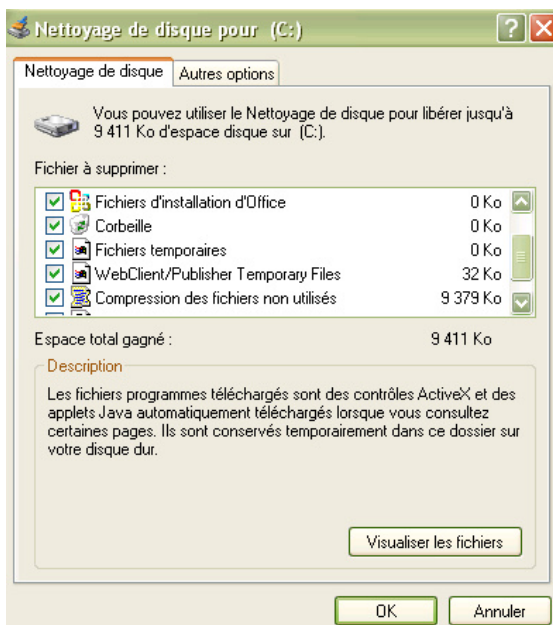 Nettoyage de disque pour (C:)
Nettoyage de disque
Autres options
Vous pouvez utiliser le Nettoyage de disque pour libérer jusqu'à
9 411 Ko d'espace disque sur (C:).
Fichier à supprimer :
Fichiers d'installation d'Office 0 Ko
Corbeille 0 Ko
Fichiers temporaires 0 Ko
WebClient/Publisher Temporary Files 32 Ko
Compression des fichiers non utilisés 9 379 Ko
Espace total gagné : 9 411 Ko
Description
Les fichiers programmes téléchargés sont des contrôles ActiveX et des
applets Java automatiquement téléchargés lorsque vous consultez
certaines pages. Ils sont conservés temporairement dans ce dossier sur
votre disque dur.
Visualiser les fichiers
OK
Annuler